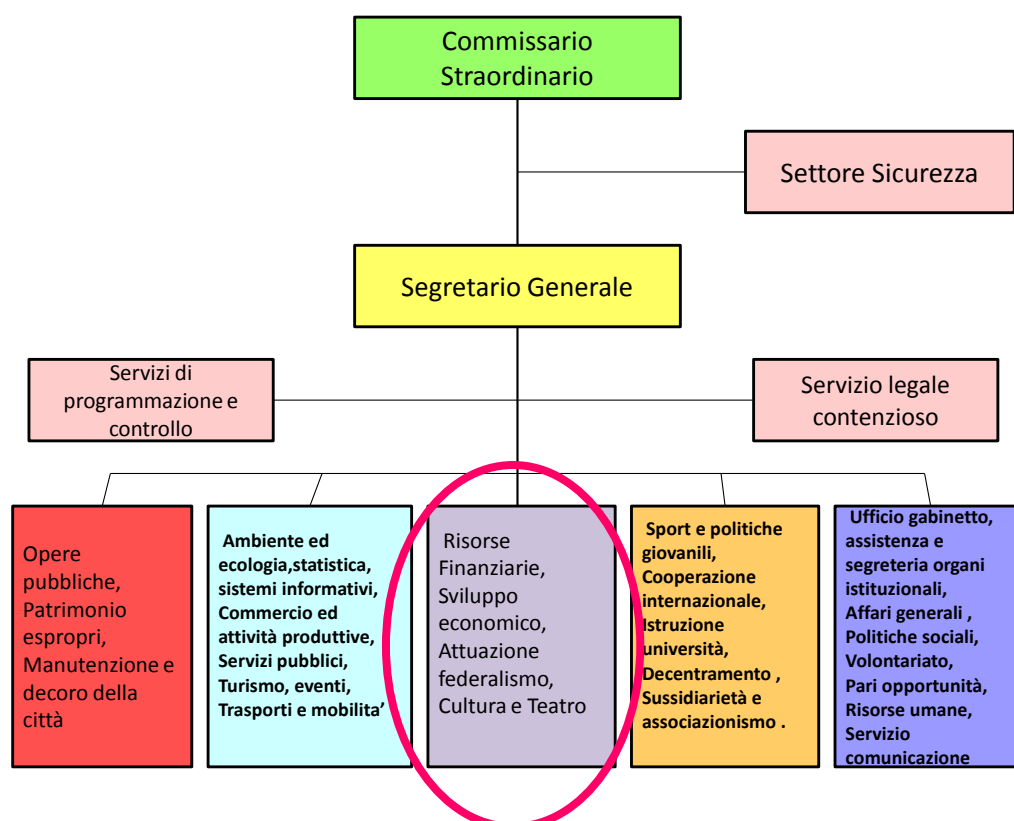 Commissario
Straordinario
Settore Sicurezza
Segretario Generale
Servizi di
programmazione e
controllo
Servizio legale
contenzioso
Opere
pubbliche,
Patrimonio
espropri,
Manutenzione e
decoro della
città
Ambiente ed
ecologia,statistica,
sistemi informativi,
Commercio ed
attività produttive,
Servizi pubblici,
Turismo, eventi,
Trasporti e mobilita’
Risorse
Finanziarie,
Sviluppo
economico,
Attuazione
federalismo,
Cultura e Teatro
Sport e politiche
giovanili,
Cooperazione
internazionale,
Istruzione
università,
Decentramento ,
Sussidiarietà e
associazionismo .
Ufficio gabinetto,
assistenza e
segreteria organi
istituzionali,
Affari generali ,
Politiche sociali,
Volontariato,
Pari opportunità,
Risorse umane,
Servizio
comunicazione